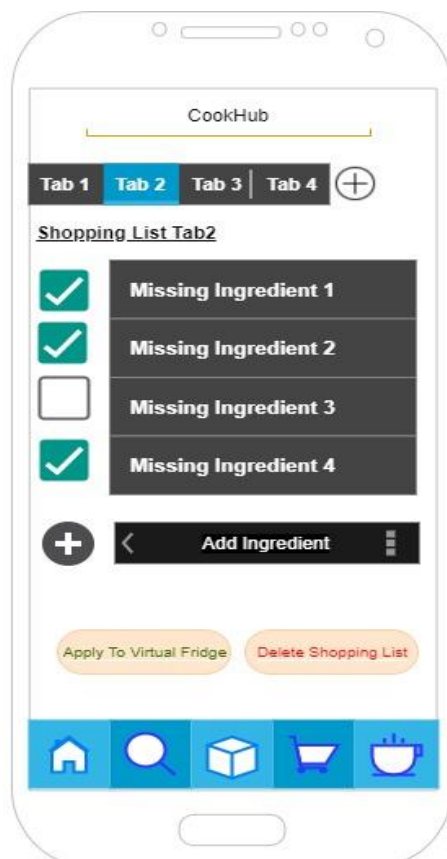 CookHub
Tab 1 Tab 2 Tab 3 Tab 4
Shopping List Tab2
Missing Ingredient 1
Missing Ingredient 2
Missing Ingredient 3
Missing Ingredient 4
Add Ingredient
Apply To Virtual Fridge Delete Shopping List